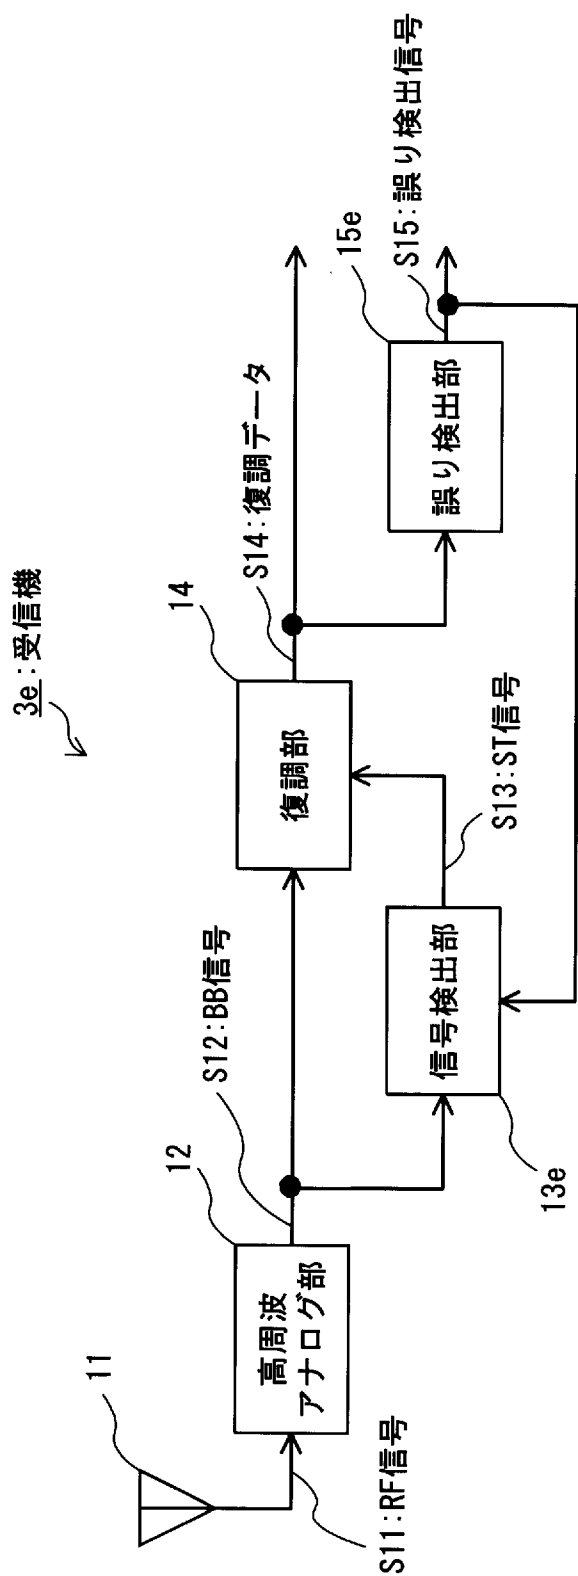 3e:受信機
11
S11:RF信号
12
高周波
アナログ部
S12:BB信号
13e
信号検出部
S13:ST信号
14
復調部
S14:復調データ
15e
誤り検出部
S15:誤り検出信号